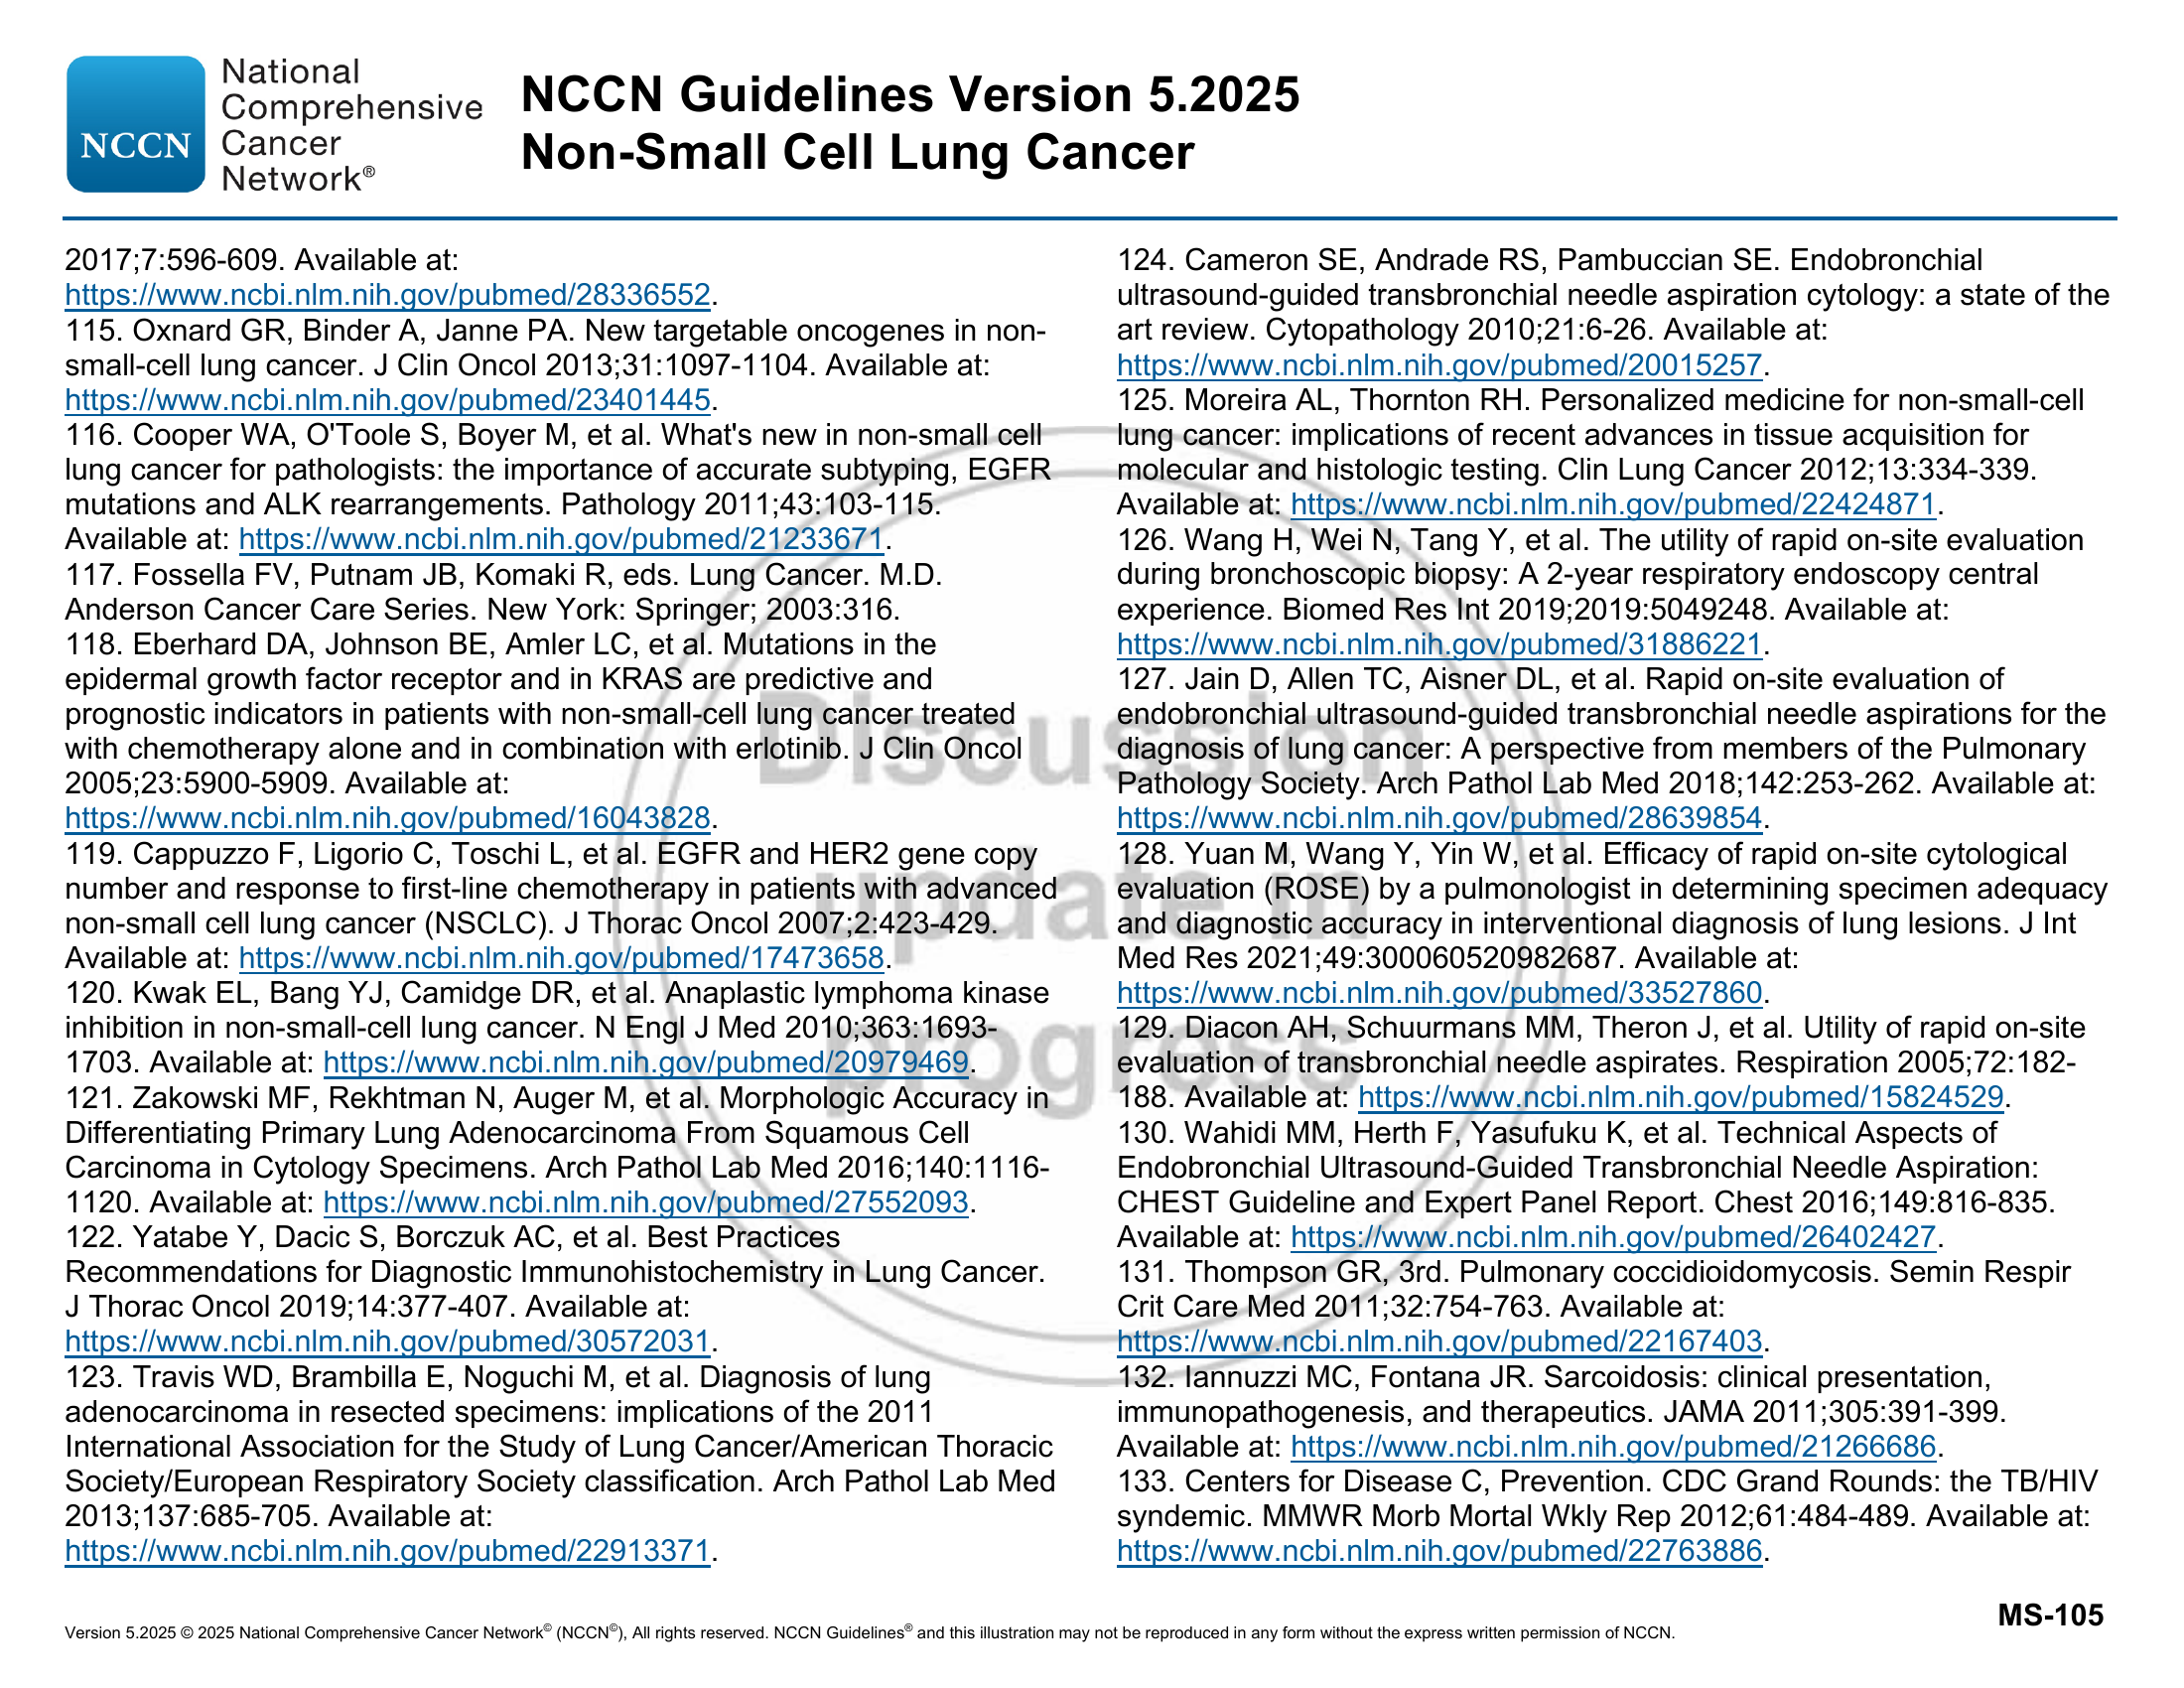 National
Comprehensive
Cancer
Network®
NCCN
NCCN Guidelines Version 5.2025
Non-Small Cell Lung Cancer
2017;7:596-609. Available at:
https://www.ncbi.nlm.nih.gov/pubmed/28336552.
115. Oxnard GR, Binder A, Janne PA. New targetable oncogenes in non-
small-cell lung cancer. J Clin Oncol 2013;31:1097-1104. Available at:
https://www.ncbi.nlm.nih.gov/pubmed/23401445.
116. Cooper WA, O'Toole S, Boyer M, et al. What's new in non-small cell
lung cancer for pathologists: the importance of accurate subtyping, EGFR
mutations and ALK rearrangements. Pathology 2011;43:103-115.
Available at: https://www.ncbi.nlm.nih.gov/pubmed/21233671.
117. Fossella FV, Putnam JB, Komaki R, eds. Lung Cancer. M.D.
Anderson Cancer Care Series. New York: Springer; 2003:316.
118. Eberhard DA, Johnson BE, Amler LC, et al. Mutations in the
epidermal growth factor receptor and in KRAS are predictive and
prognostic indicators in patients with non-small-cell lung cancer treated
with chemotherapy alone and in combination with erlotinib. J Clin Oncol
2005;23:5900-5909. Available at:
https://www.ncbi.nlm.nih.gov/pubmed/16043828.
119. Cappuzzo F, Ligorio C, Toschi L, et al. EGFR and HER2 gene copy
number and response to first-line chemotherapy in patients with advanced
non-small cell lung cancer (NSCLC). J Thorac Oncol 2007;2:423-429.
Available at: https://www.ncbi.nlm.nih.gov/pubmed/17473658.
120. Kwak EL, Bang YJ, Camidge DR, et al. Anaplastic lymphoma kinase
inhibition in non-small-cell lung cancer. N Engl J Med 2010;363:1693-
1703. Available at: https://www.ncbi.nlm.nih.gov/pubmed/20979469.
121. Zakowski MF, Rekhtman N, Auger M, et al. Morphologic Accuracy in
Differentiating Primary Lung Adenocarcinoma From Squamous Cell
Carcinoma in Cytology Specimens. Arch Pathol Lab Med 2016;140:1116-
1120. Available at: https://www.ncbi.nlm.nih.gov/pubmed/27552093.
122. Yatabe Y, Dacic S, Borczuk AC, et al. Best Practices
Recommendations for Diagnostic Immunohistochemistry in Lung Cancer.
J Thorac Oncol 2019;14:377-407. Available at:
https://www.ncbi.nlm.nih.gov/pubmed/30572031.
123. Travis WD, Brambilla E, Noguchi M, et al. Diagnosis of lung
adenocarcinoma in resected specimens: implications of the 2011
International Association for the Study of Lung Cancer/American Thoracic
Society/European Respiratory Society classification. Arch Pathol Lab Med
2013;137:685-705. Available at:
https://www.ncbi.nlm.nih.gov/pubmed/22913371.
124. Cameron SE, Andrade RS, Pambuccian SE. Endobronchial
ultrasound-guided transbronchial needle aspiration cytology: a state of the
art review. Cytopathology 2010;21:6-26. Available at:
https://www.ncbi.nlm.nih.gov/pubmed/20015257.
125. Moreira AL, Thornton RH. Personalized medicine for non-small-cell
lung cancer: implications of recent advances in tissue acquisition for
molecular and histologic testing. Clin Lung Cancer 2012;13:334-339.
Available at: https://www.ncbi.nlm.nih.gov/pubmed/22424871.
126. Wang H, Wei N, Tang Y, et al. The utility of rapid on-site evaluation
during bronchoscopic biopsy: A 2-year respiratory endoscopy central
experience. Biomed Res Int 2019;2019:5049248. Available at:
https://www.ncbi.nlm.nih.gov/pubmed/31886221.
127. Jain D, Allen TC, Aisner DL, et al. Rapid on-site evaluation of
endobronchial ultrasound-guided transbronchial needle aspirations for the
diagnosis of lung cancer: A perspective from members of the Pulmonary
Pathology Society. Arch Pathol Lab Med 2018;142:253-262. Available at:
https://www.ncbi.nlm.nih.gov/pubmed/28639854.
128. Yuan M, Wang Y, Yin W, et al. Efficacy of rapid on-site cytological
evaluation (ROSE) by a pulmonologist in determining specimen adequacy
and diagnostic accuracy in interventional diagnosis of lung lesions. J Int
Med Res 2021;49:300060520982687. Available at:
https://www.ncbi.nlm.nih.gov/pubmed/33527860.
129. Diacon AH, Schuurmans MM, Theron J, et al. Utility of rapid on-site
evaluation of transbronchial needle aspirates. Respiration 2005;72:182-
188. Available at: https://www.ncbi.nlm.nih.gov/pubmed/15824529.
130. Wahidi MM, Herth F, Yasufuku K, et al. Technical Aspects of
Endobronchial Ultrasound-Guided Transbronchial Needle Aspiration:
CHEST Guideline and Expert Panel Report. Chest 2016;149:816-835.
Available at: https://www.ncbi.nlm.nih.gov/pubmed/26402427.
131. Thompson GR, 3rd. Pulmonary coccidioidomycosis. Semin Respir
Crit Care Med 2011;32:754-763. Available at:
https://www.ncbi.nlm.nih.gov/pubmed/22167403.
132. Iannuzzi MC, Fontana JR. Sarcoidosis: clinical presentation,
immunopathogenesis, and therapeutics. JAMA 2011;305:391-399.
Available at: https://www.ncbi.nlm.nih.gov/pubmed/21266686.
133. Centers for Disease C, Prevention. CDC Grand Rounds: the TB/HIV
syndemic. MMWR Morb Mortal Wkly Rep 2012;61:484-489. Available at:
https://www.ncbi.nlm.nih.gov/pubmed/22763886.
Discussion
update in
progress
MS-105
Version 5.2025 © 2025 National Comprehensive Cancer Network© (NCCN©), All rights reserved. NCCN Guidelines® and this illustration may not be reproduced in any form without the express written permission of NCCN.